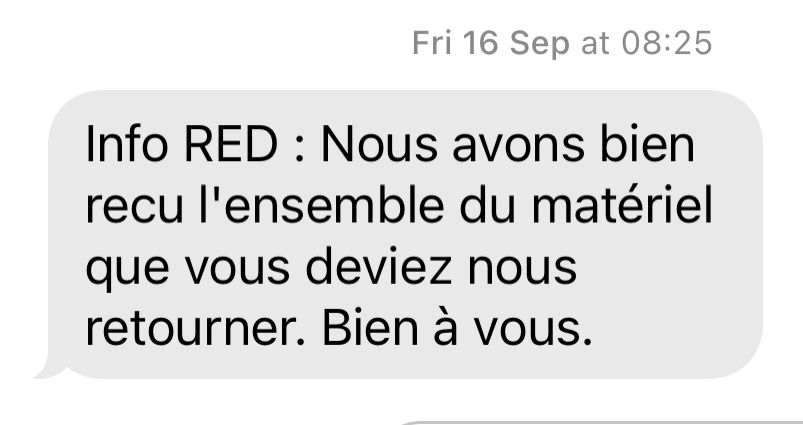 Fri 16 Sep at 08:25
Info RED : Nous avons bien
recu l'ensemble du matériel
que vous deviez nous
retourner. Bien à vous.